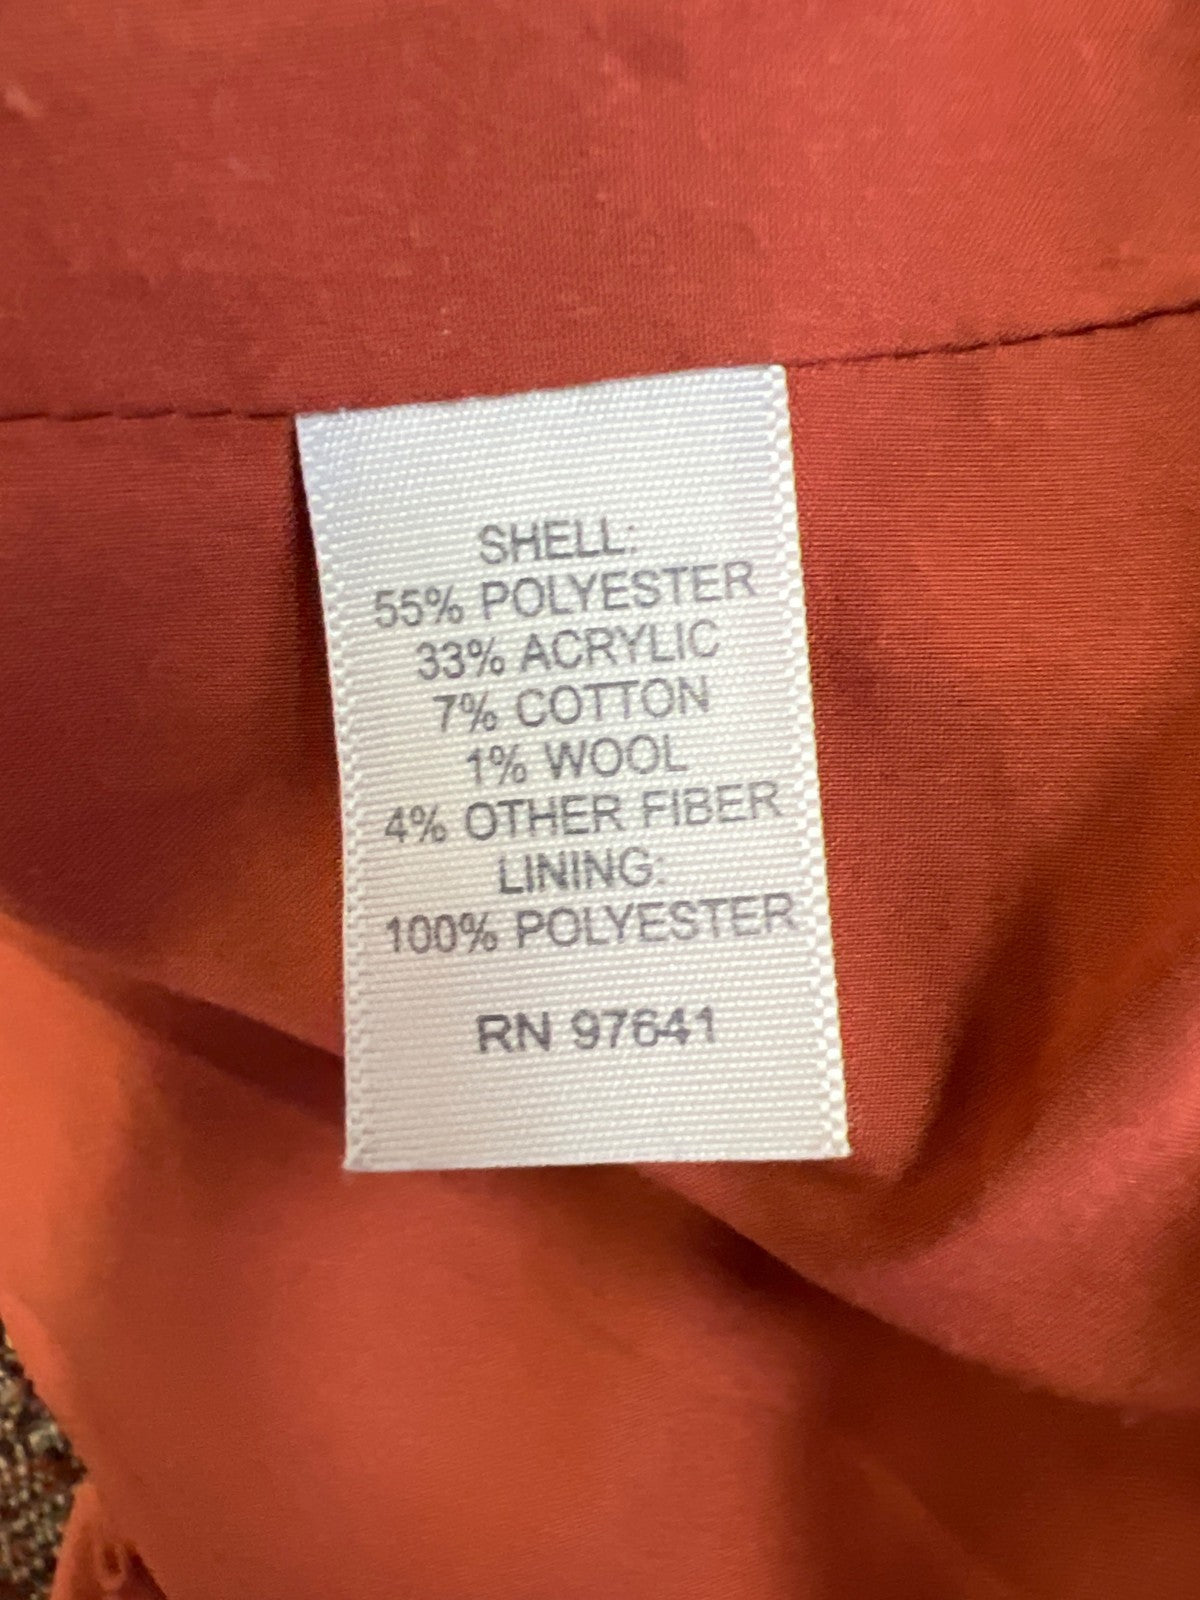 SHELL:
55% POLYESTER
33% ACRYLIC
7% COTTON
1% WOOL
4% OTHER FIBER
LINING:
100% POLYESTER
RN 97641